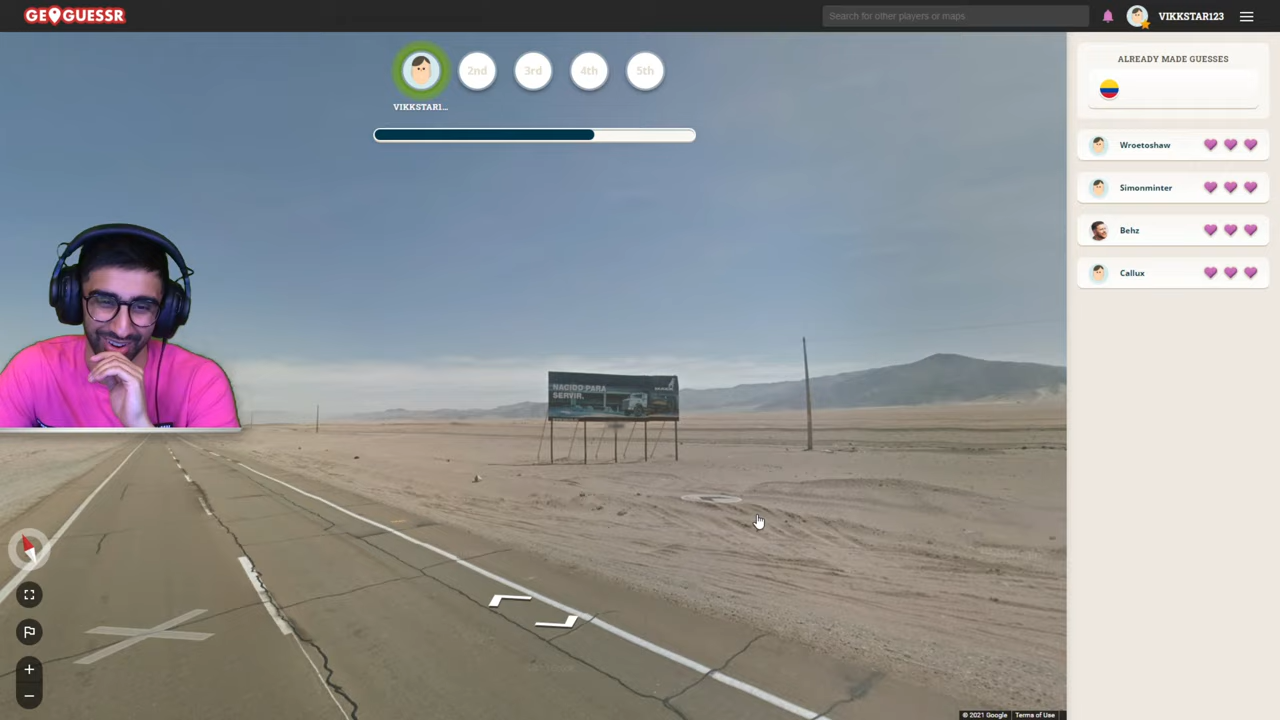 GEOGUESSR
Search for other players or maps
VIKKSTAR123
2nd
3rd
4th
5th
VIKKSTAR1...
ALREADY MADE GUESSES
Wroetoshaw
Simonminter
Behz
Callux
NACIDO PARA
SERVIR.
© 2021 Google
Terms of Use